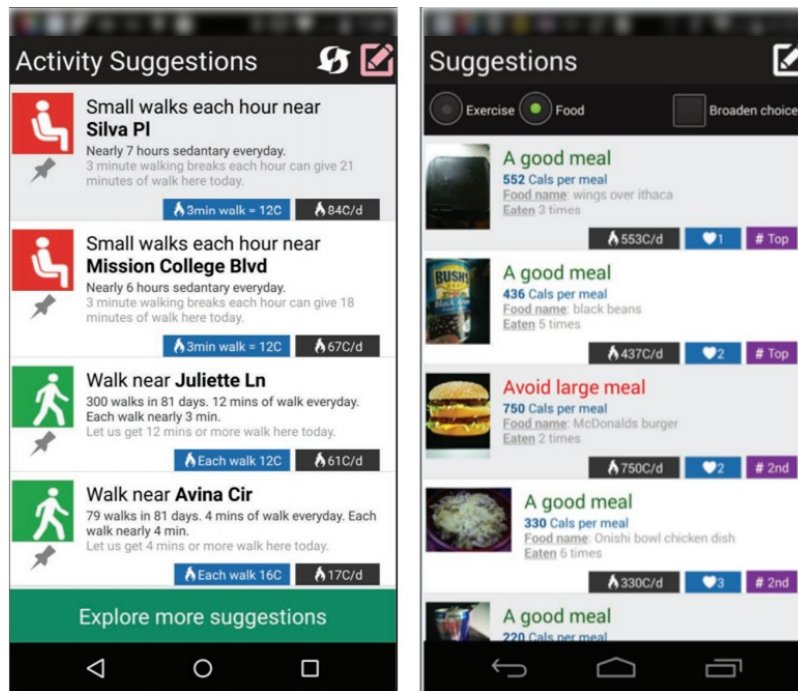 Activity Suggestions
Small walks each hour near
Silva Pl
Nearly 7 hours sedantary everyday.
3 minute walking breaks each hour can give 21
minutes of walk here today.
3min walk = 12C 84C/d
Small walks each hour near
Mission College Blvd
Nearly 6 hours sedantary everyday.
3 minute walking breaks each hour can give 18
minutes of walk here today.
3min walk = 12C 67C/d
Walk near Juliette Ln
300 walks in 81 days. 12 mins of walk everyday.
Each walk nearly 3 min.
Let us get 12 mins or more walk here today.
Each walk 12C 61C/d
Walk near Avina Cir
79 walks in 81 days. 4 mins of walk everyday. Each
walk nearly 4 min.
Let us get 4 mins or more walk here today.
Each walk 16C 17C/d
Explore more suggestions
Suggestions
Exercise Food Broaden choice
A good meal
552 Cals per meal
Food name: wings over ithaca
Eaten 3 times
553C/d 1 # Top
BUSH'S
A good meal
436 Cals per meal
Food name: black beans
Eaten 5 times
437C/d 2 # Top
Avoid large meal
750 Cals per meal
Food name: McDonalds burger
Eaten 2 times
750C/d 2 # 2nd
A good meal
330 Cals per meal
Food name: Onishi bowl chicken dish
Eaten 6 times
330C/d 3 # 2nd
A good meal
220 Cals per meal